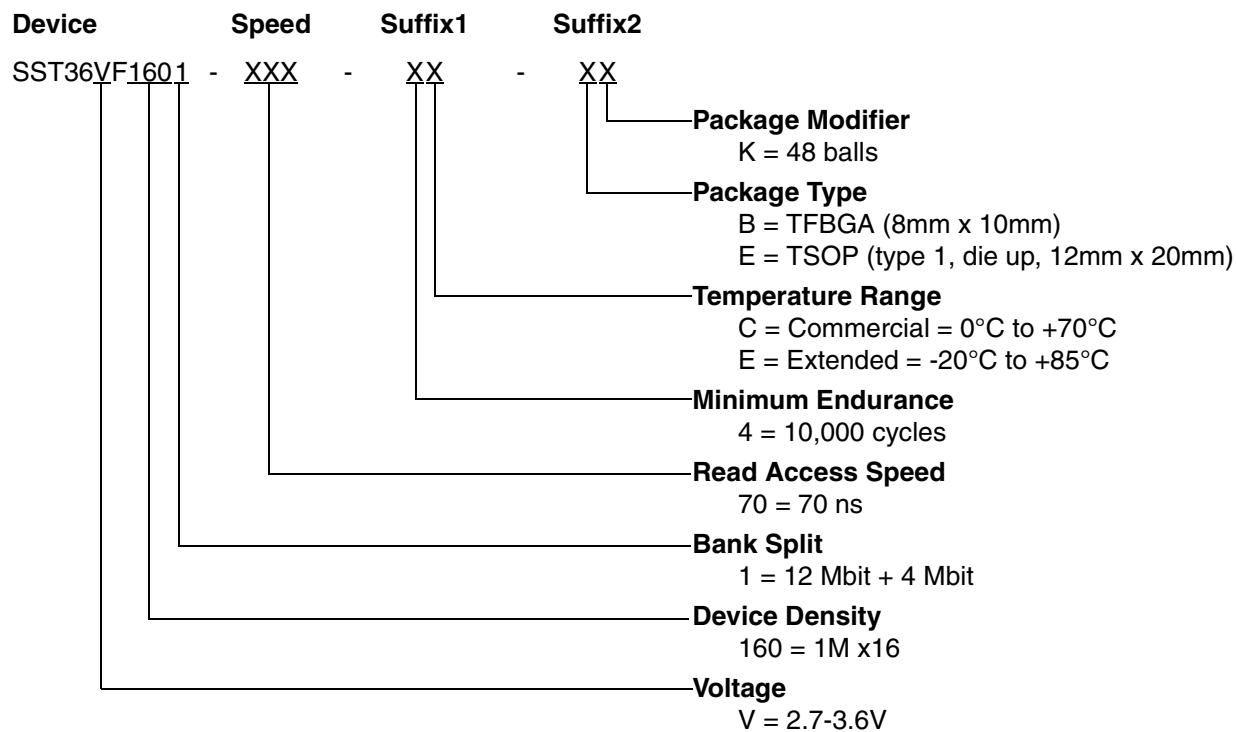 Device Speed Suffix1 Suffix2
SST36VF1601 - XXX - XX - XX
Package Modifier
K = 48 balls
Package Type
B = TFBGA (8mm x 10mm)
E = TSOP (type 1, die up, 12mm x 20mm)
Temperature Range
C = Commercial = 0°C to +70°C
E = Extended = -20°C to +85°C
Minimum Endurance
4 = 10,000 cycles
Read Access Speed
70 = 70 ns
Bank Split
1 = 12 Mbit + 4 Mbit
Device Density
160 = 1M x16
Voltage
V = 2.7-3.6V